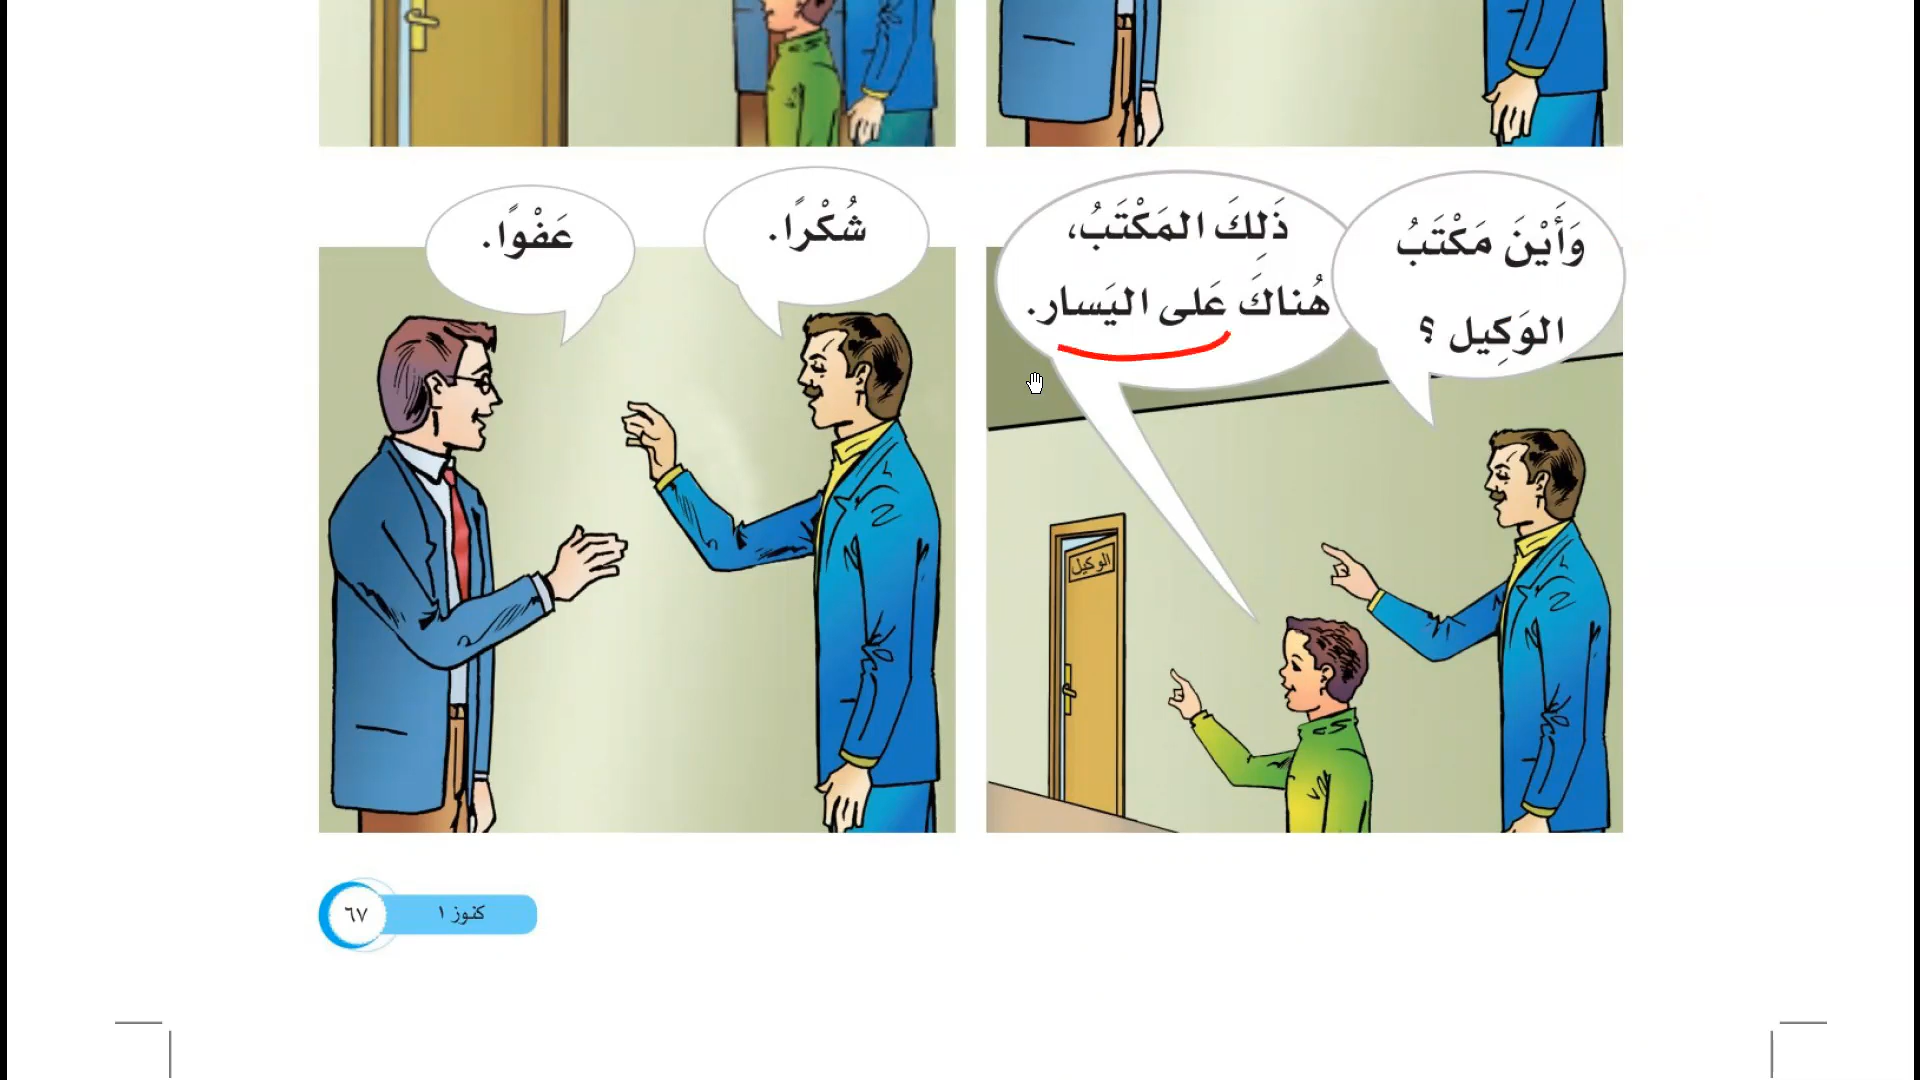 وَأَيْنَ مَكْتَبُ
الوَكِيل ؟
ذَلِكَ المَكْتَبُ،
هُناكَ عَلى اليَسار.
الوكيل
شُكْرًا.
عَفْوًا.
كنوز ١
٦٧